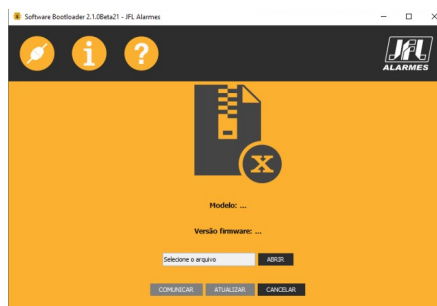 Software Bootloader 2.1.0Beta21 - JFL Alarmes
i ?
JFL
ALARMES
X
Modelo: ...
Versão firmware: ...
Selecione o arquivo ABRIR
COMUNICAR ATUALIZAR CANCELAR